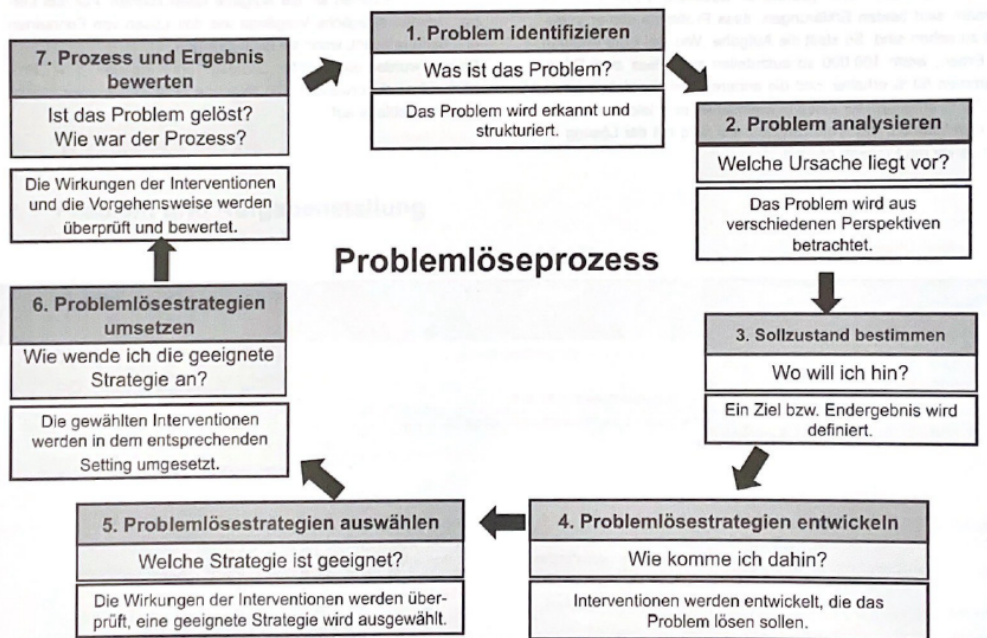 Problemlöseprozess
1. Problem identifizieren
Was ist das Problem?
Das Problem wird erkannt und
strukturiert.
2. Problem analysieren
Welche Ursache liegt vor?
Das Problem wird aus
verschiedenen Perspektiven
betrachtet.
3. Sollzustand bestimmen
Wo will ich hin?
Ein Ziel bzw. Endergebnis wird
definiert.
4. Problemlösestrategien entwickeln
Wie komme ich dahin?
Interventionen werden entwickelt, die das
Problem lösen sollen.
5. Problemlösestrategien auswählen
Welche Strategie ist geeignet?
Die Wirkungen der Interventionen werden über-
prüft, eine geeignete Strategie wird ausgewählt.
6. Problemlösestrategien
umsetzen
Wie wende ich die geeignete
Strategie an?
Die gewählten Interventionen
werden in dem entsprechenden
Setting umgesetzt.
7. Prozess und Ergebnis
bewerten
Ist das Problem gelöst?
Wie war der Prozess?
Die Wirkungen der Interventionen
und die Vorgehensweise werden
überprüft und bewertet.